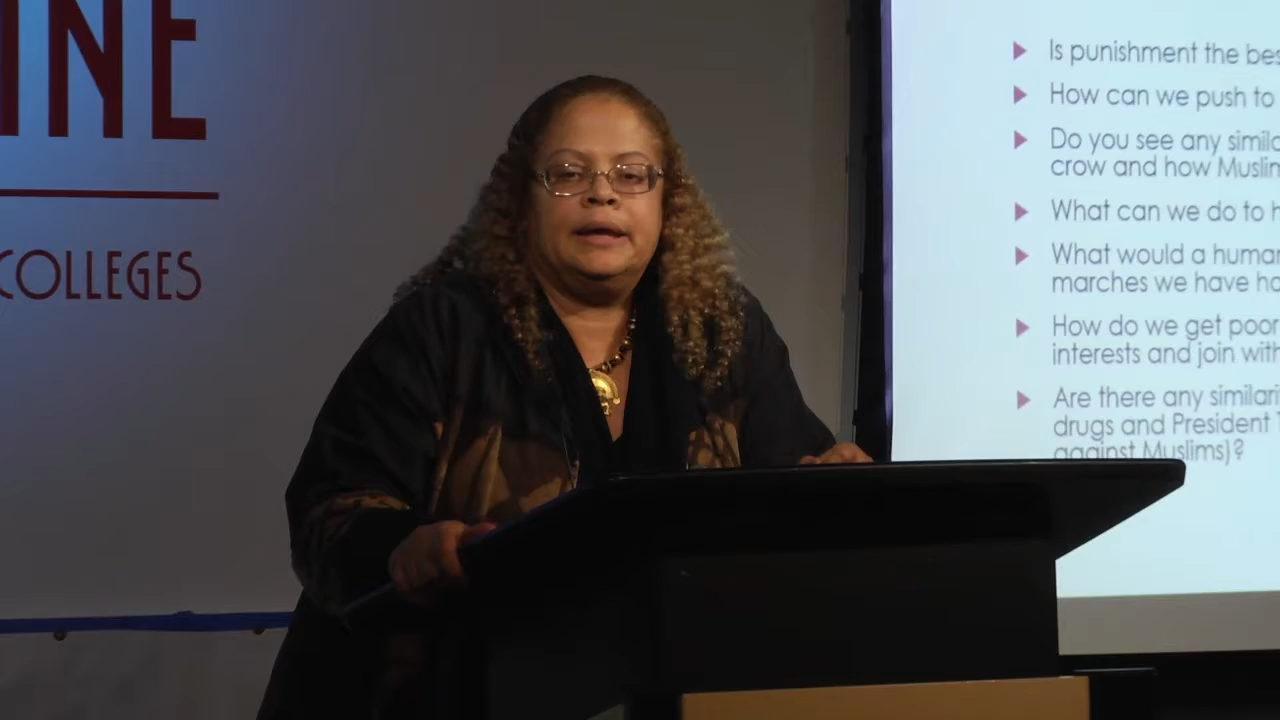 INE
COLLEGES
Is punishment the bes
How can we push to
Do you see any simila
crow and how Muslim
What can we do to h
What would a human
marches we have ha
How do we get poor
interests and join with
Are there any similari
drugs and President
against Muslims)?